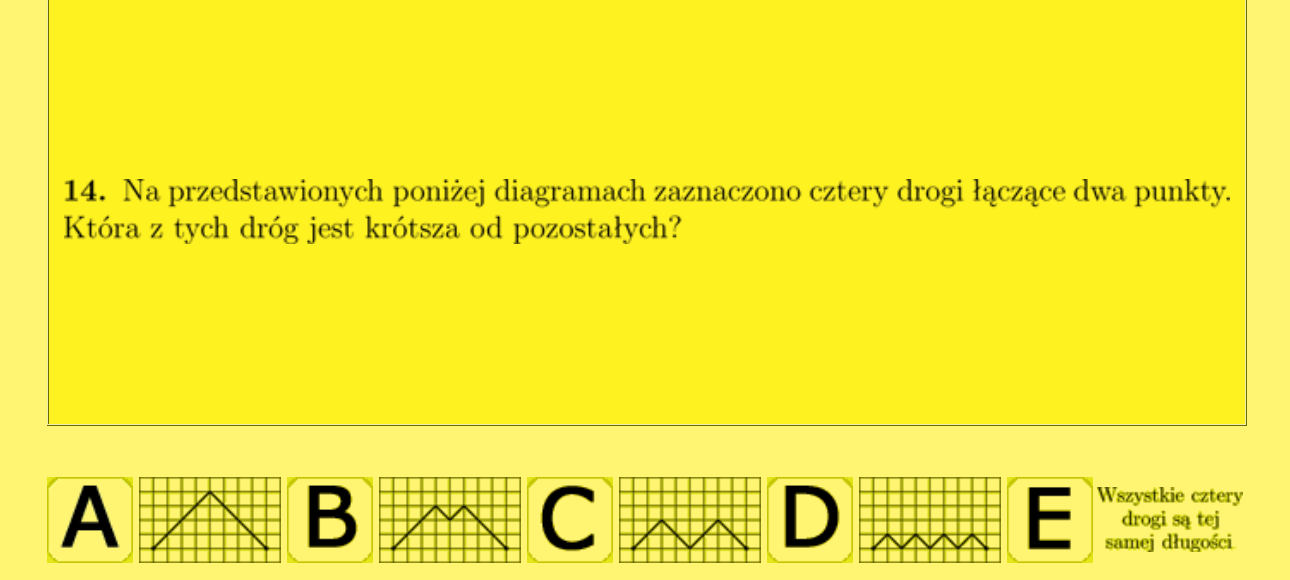 14. Na przedstawionych poniżej diagramach zaznaczono cztery drogi łączące dwa punkty.
Która z tych dróg jest krótsza od pozostałych?
A
B
C
D
E
Wszystkie cztery
drogi są tej
samej długości